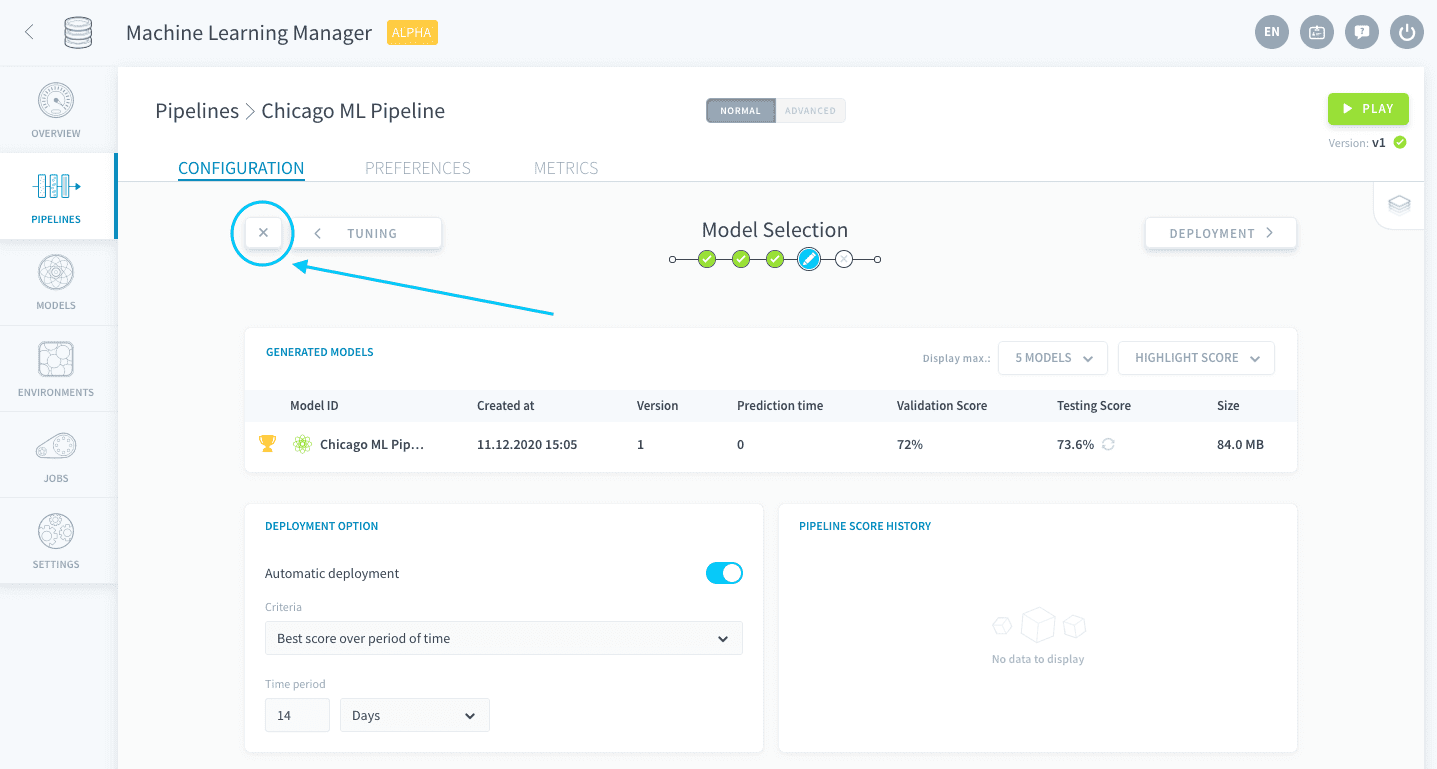 Machine Learning Manager ALPHA
EN
OVERVIEW
PIPELINES
MODELS
ENVIRONMENTS
JOBS
SETTINGS
Pipelines > Chicago ML Pipeline
NORMAL ADVANCED
PLAY
Version: v1
CONFIGURATION PREFERENCES METRICS
TUNING
Model Selection
DEPLOYMENT
GENERATED MODELS
Display max.: 5 MODELS HIGHLIGHT SCORE
Model ID Created at Version Prediction time Validation Score Testing Score Size
Chicago ML Pip... 11.12.2020 15:05 1 0 72% 73.6% 84.0 MB
DEPLOYMENT OPTION
Automatic deployment
Criteria
Best score over period of time
Time period
14 Days
PIPELINE SCORE HISTORY
No data to display